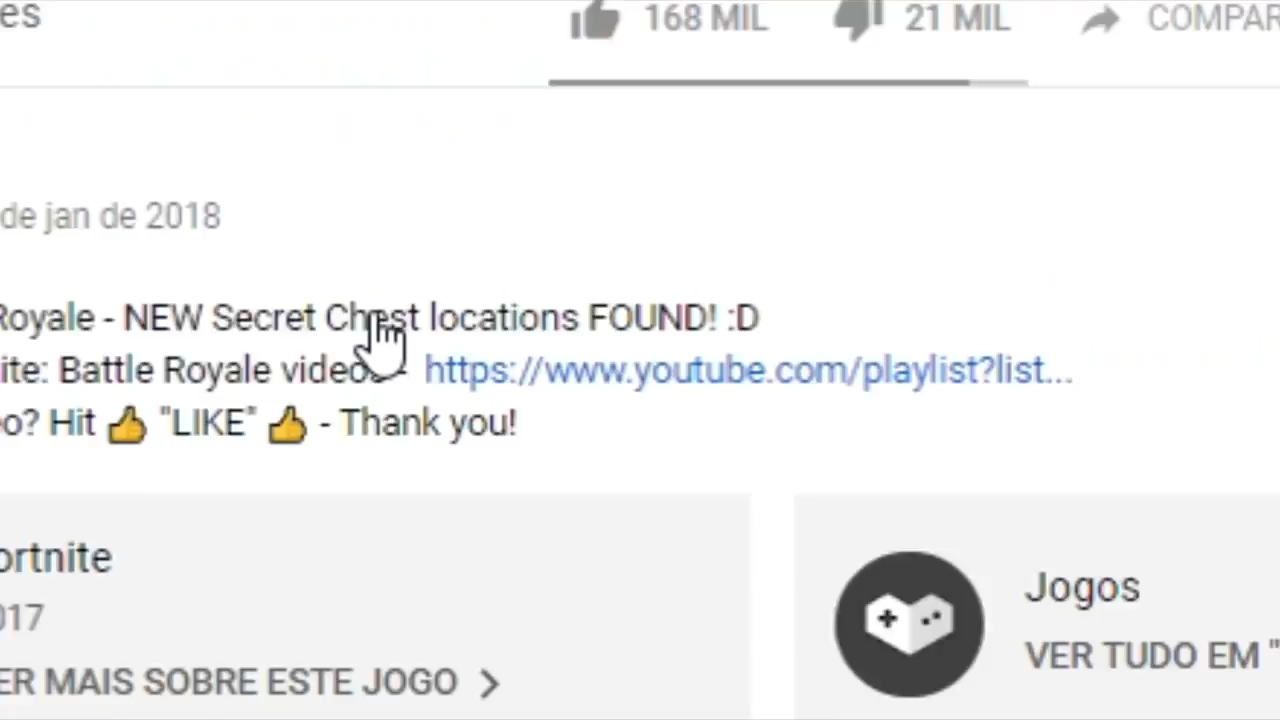 es
168 MIL 21 MIL COMPAR
de jan de 2018
Royale - NEW Secret Chest locations FOUND! :D
ite: Battle Royale videos - https://www.youtube.com/playlist?list...
o? Hit 👍 "LIKE" 👍 - Thank you!
ortnite
017
ER MAIS SOBRE ESTE JOGO
Jogos
VER TUDO EM "